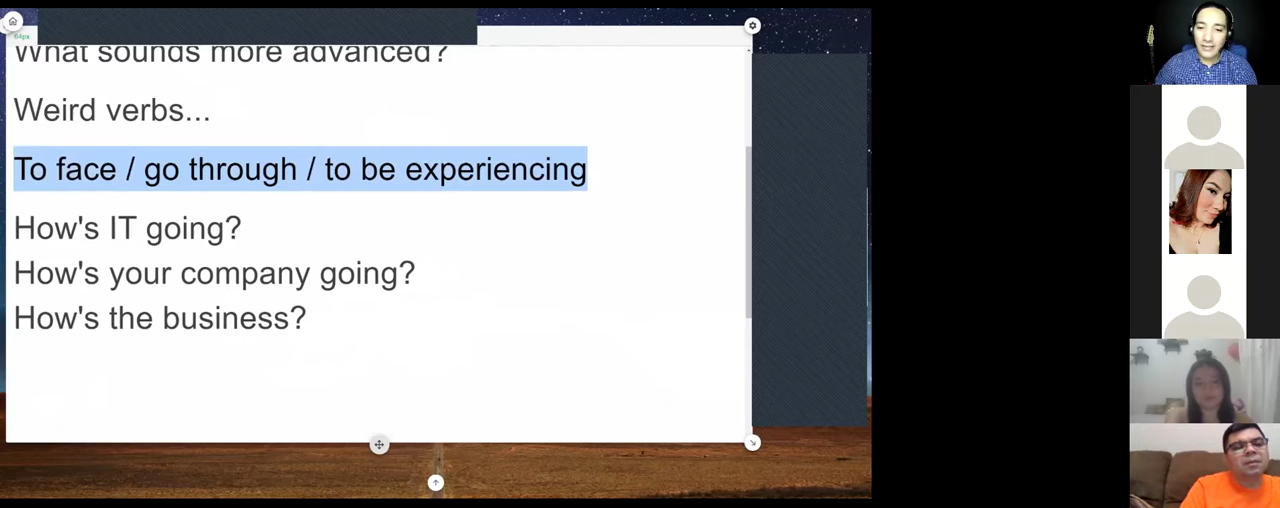 64px
What sounds more advanced?
Weird verbs...
To face / go through / to be experiencing
How's IT going?
How's your company going?
How's the business?